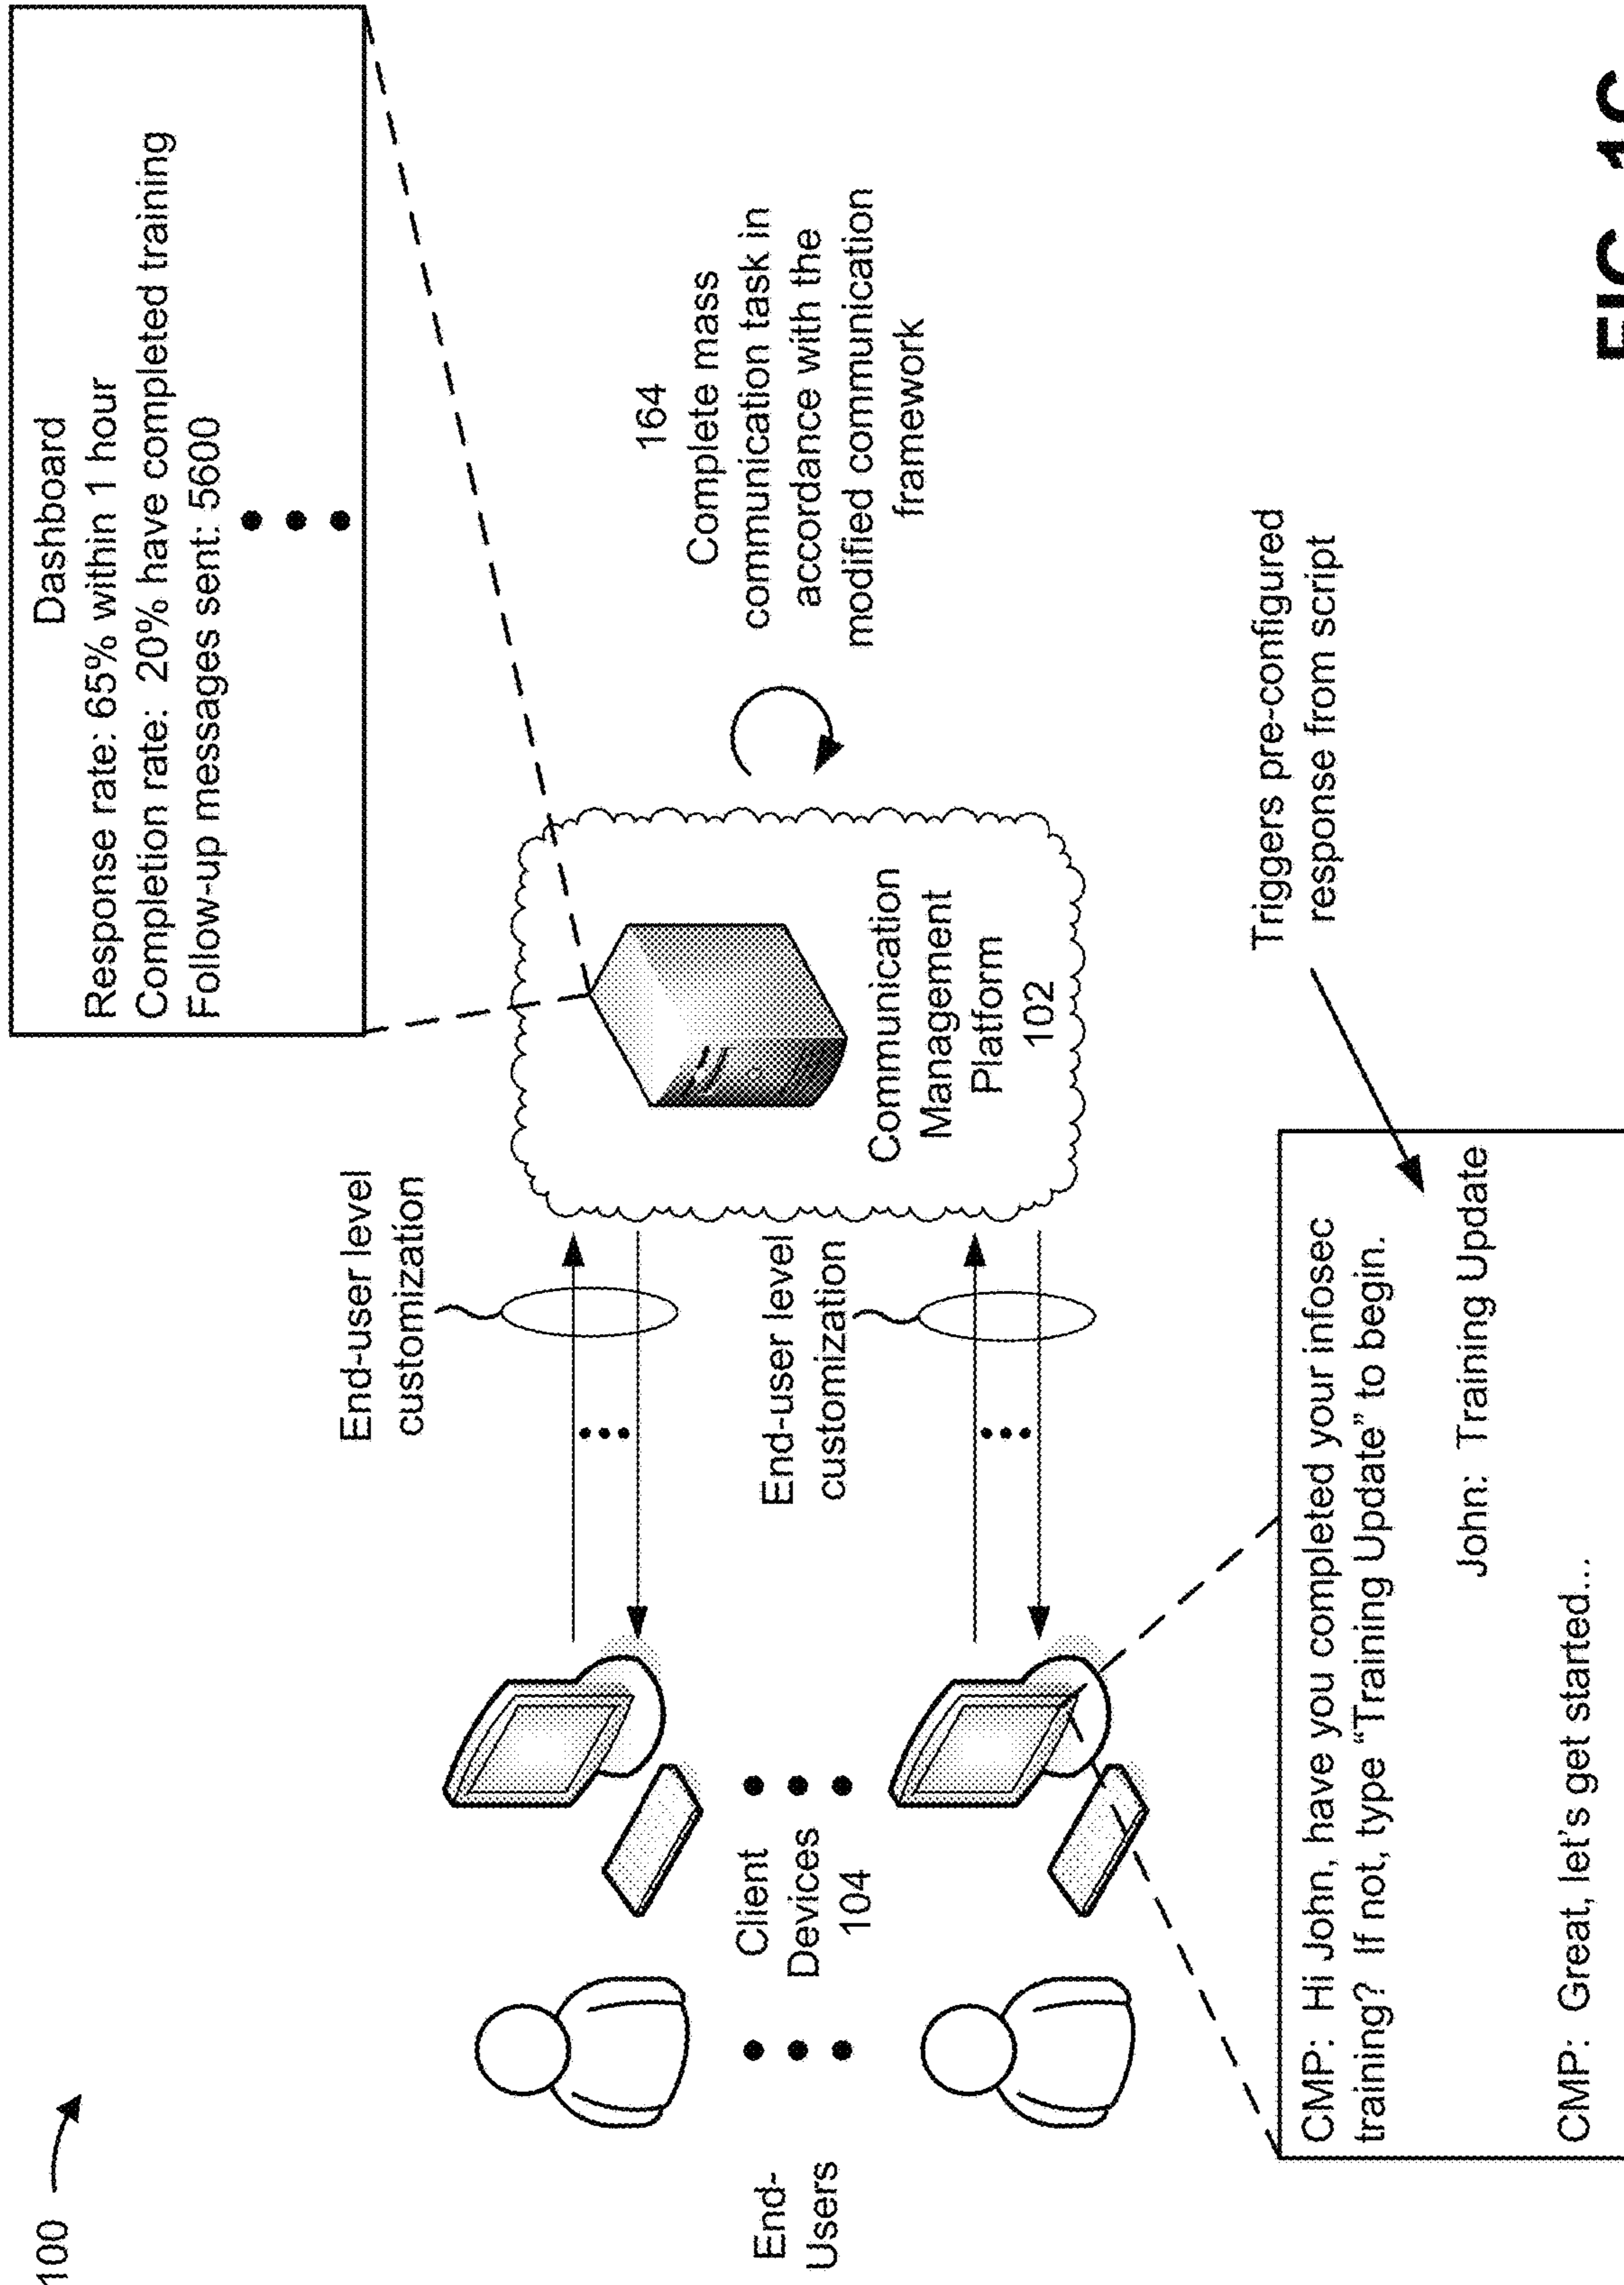 100
Dashboard
Response rate: 65% within 1 hour
Completion rate: 20% have completed training
Follow-up messages sent: 5600
End-user level
customization
164
Complete mass
communication task in
accordance with the
modified communication
framework
End-
Users
Client
Devices
104
End-user level
customization
Communication
Management
Platform
102
Triggers pre-configured
response from script
CMP: Hi John, have you completed your infosec
training? If not, type “Training Update” to begin.
John: Training Update
CMP: Great, let's get started...